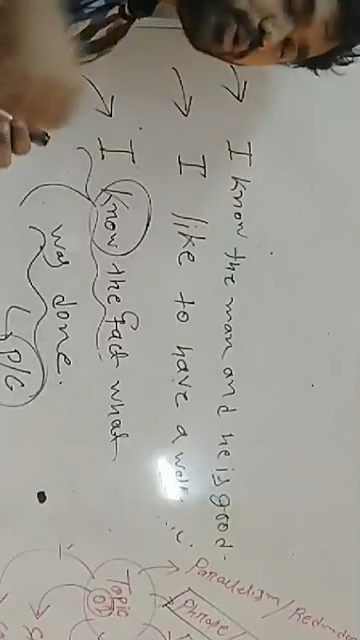 → I know the man and he is good.
→ I like to have a walk.
→ I know the fact what
was done.
P/C
Parallelism/
Phrase
Topic